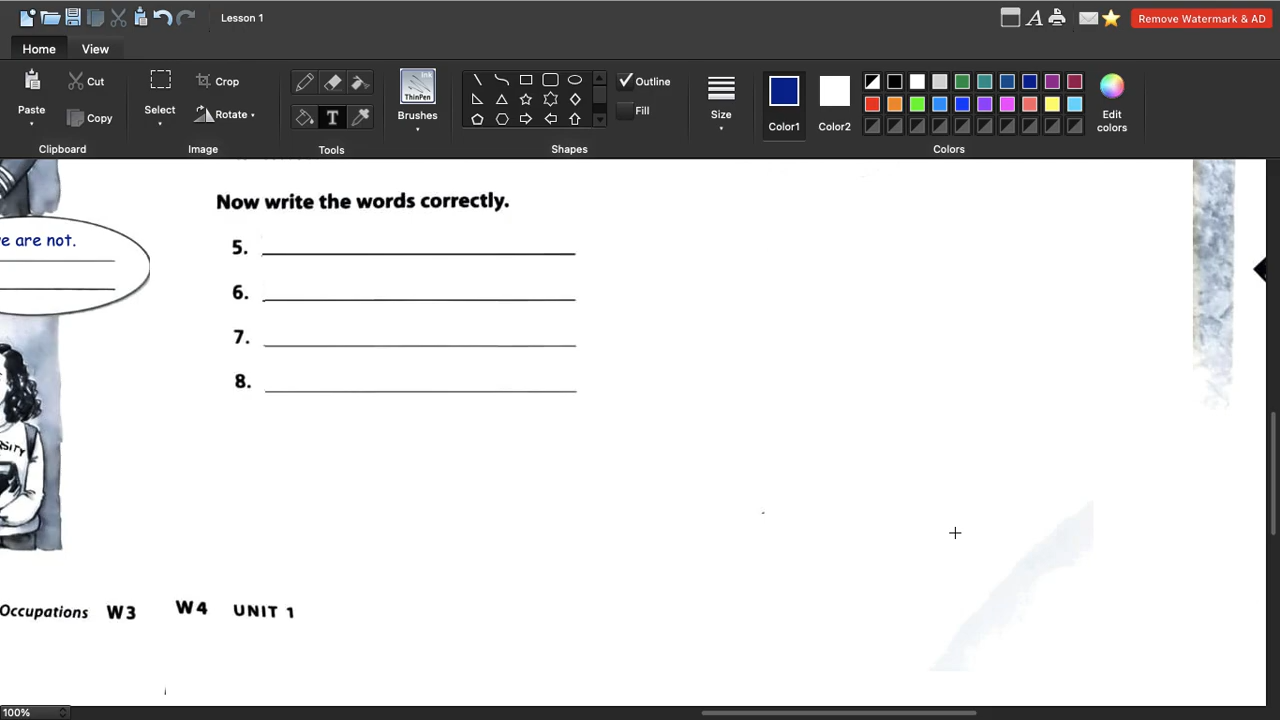 Lesson 1
Remove Watermark & AD
Home
View
Paste
Cut
Copy
Clipboard
Select
Crop
Rotate
Image
T
Tools
ink
ThinPen
Brushes
Outline
Fill
Shapes
Size
Color1
Color2
Edit
colors
Colors
Now write the words correctly.
e are not.
5.
6.
7.
8.
Occupations W3
W4 UNIT 1
100%